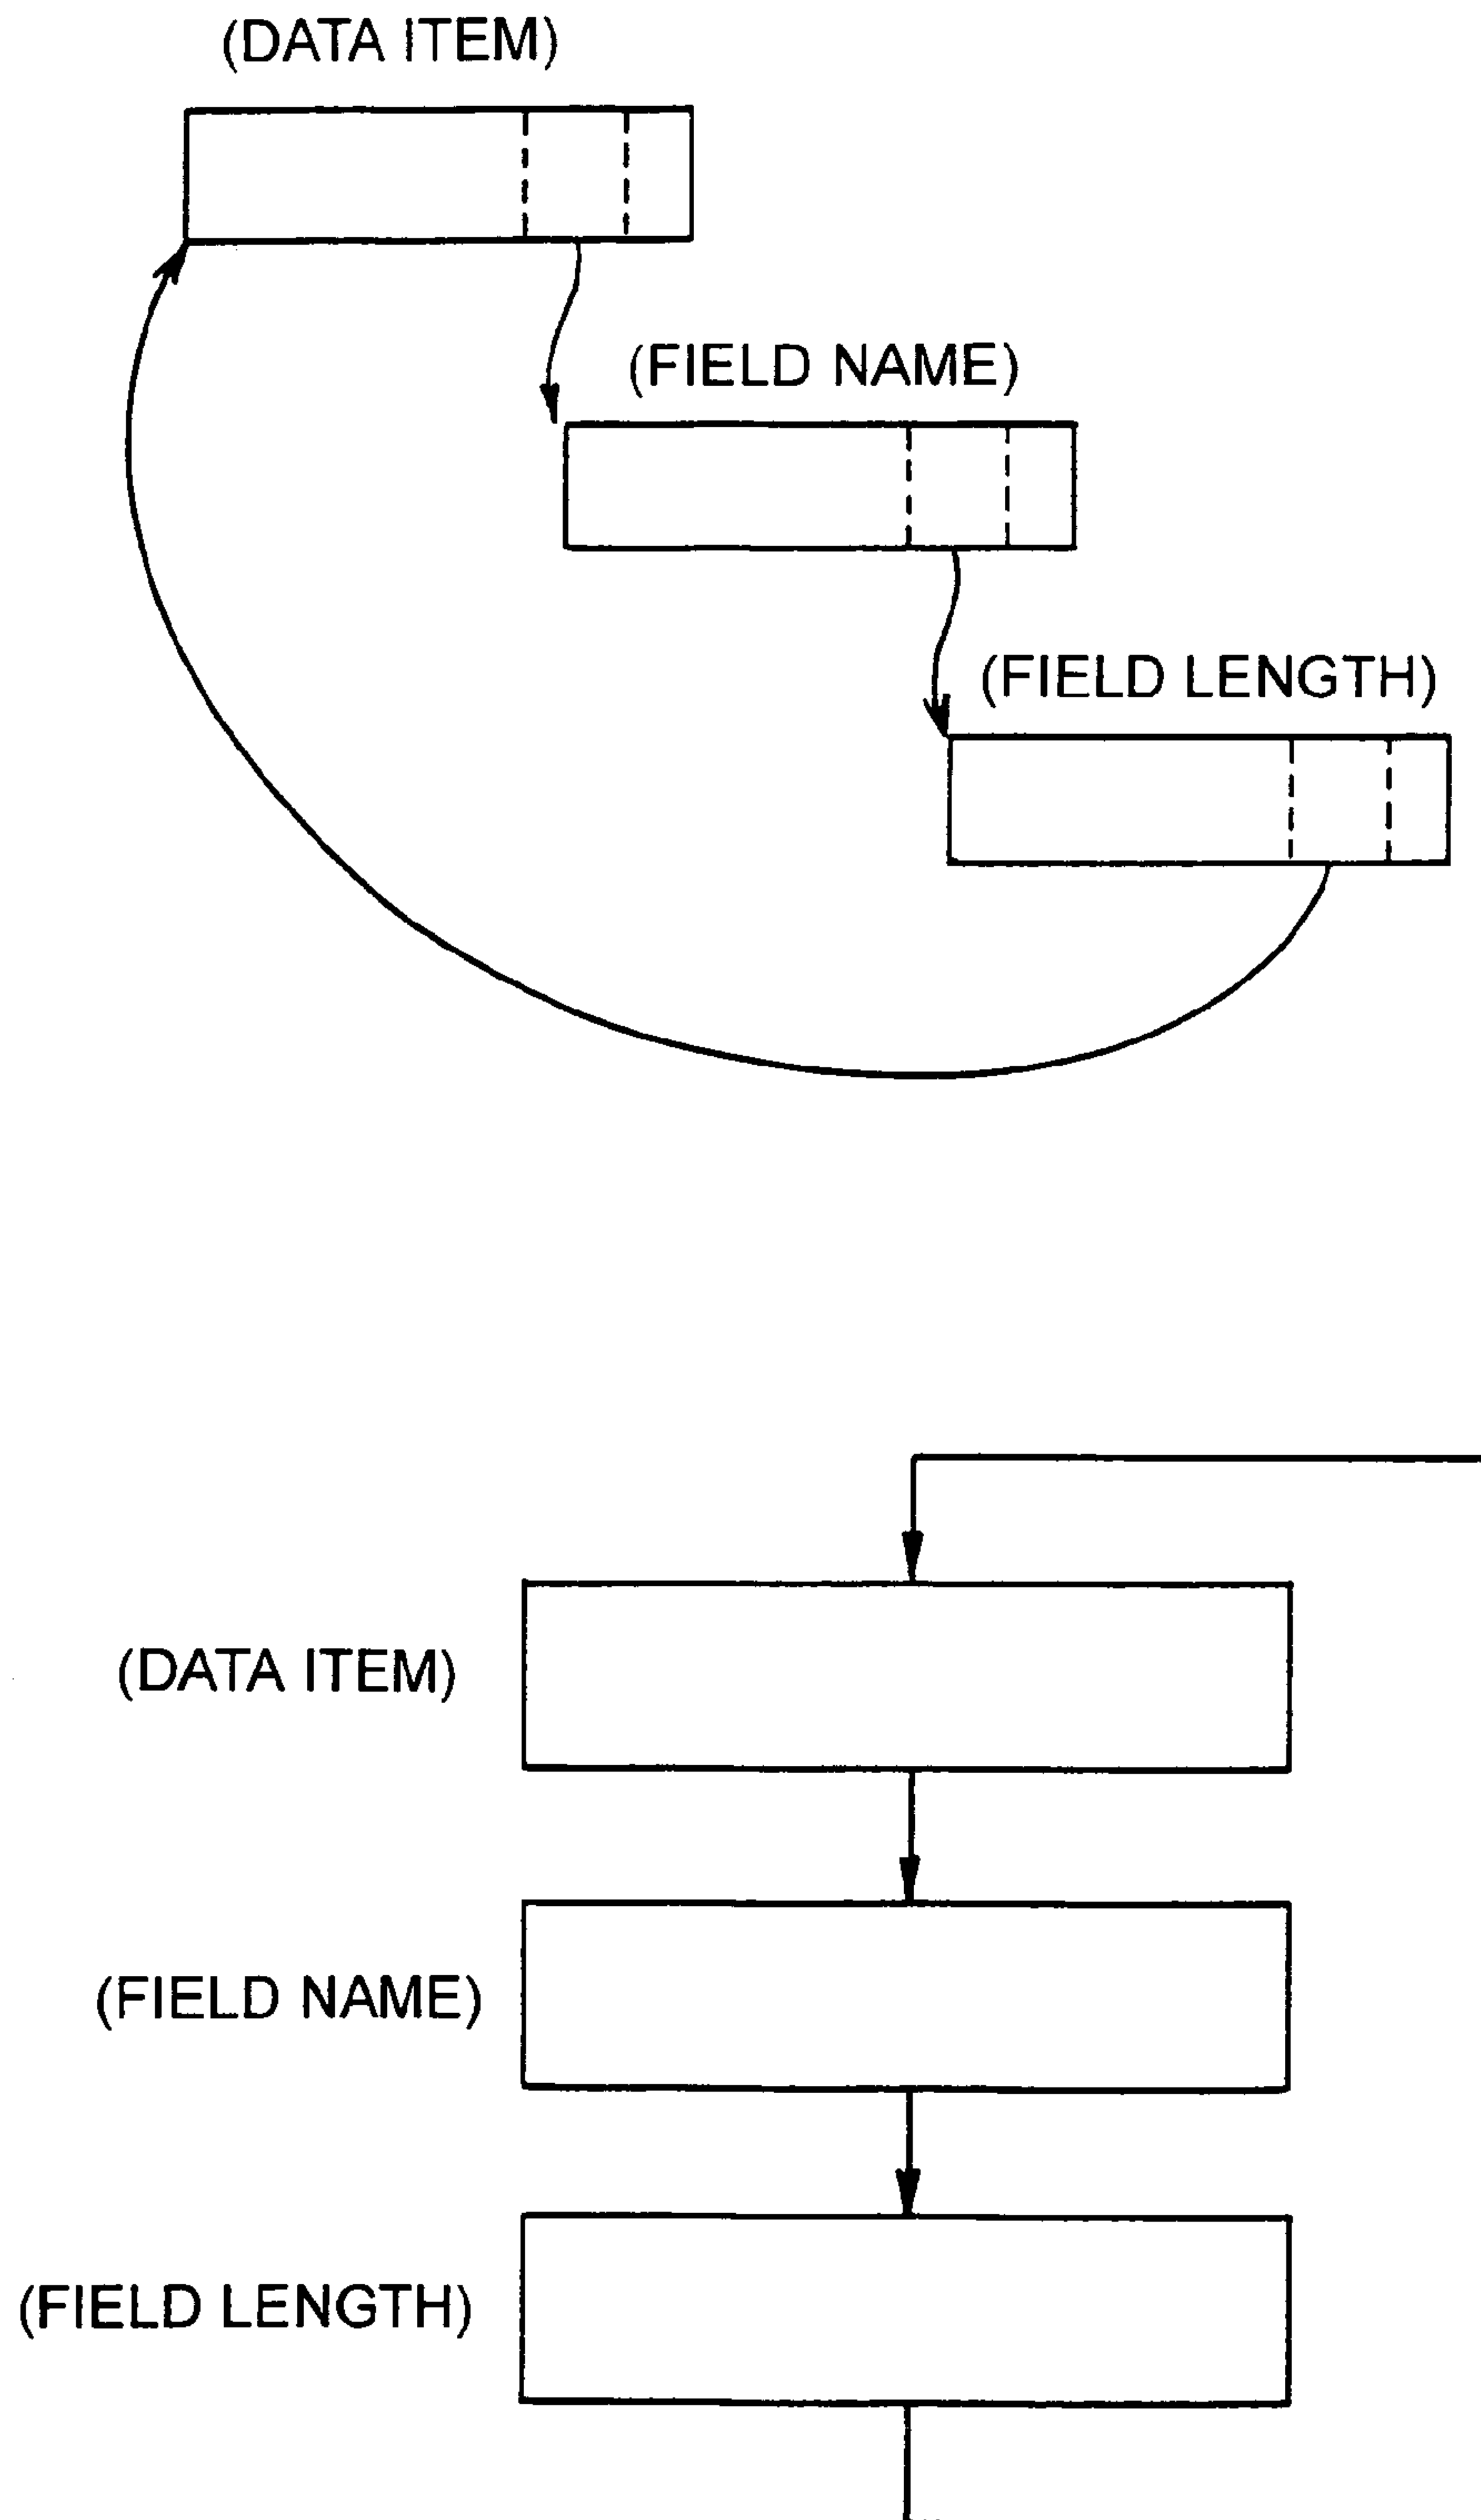 (DATA ITEM)
(FIELD NAME)
(FIELD LENGTH)
(DATA ITEM)
(FIELD NAME)
(FIELD LENGTH)